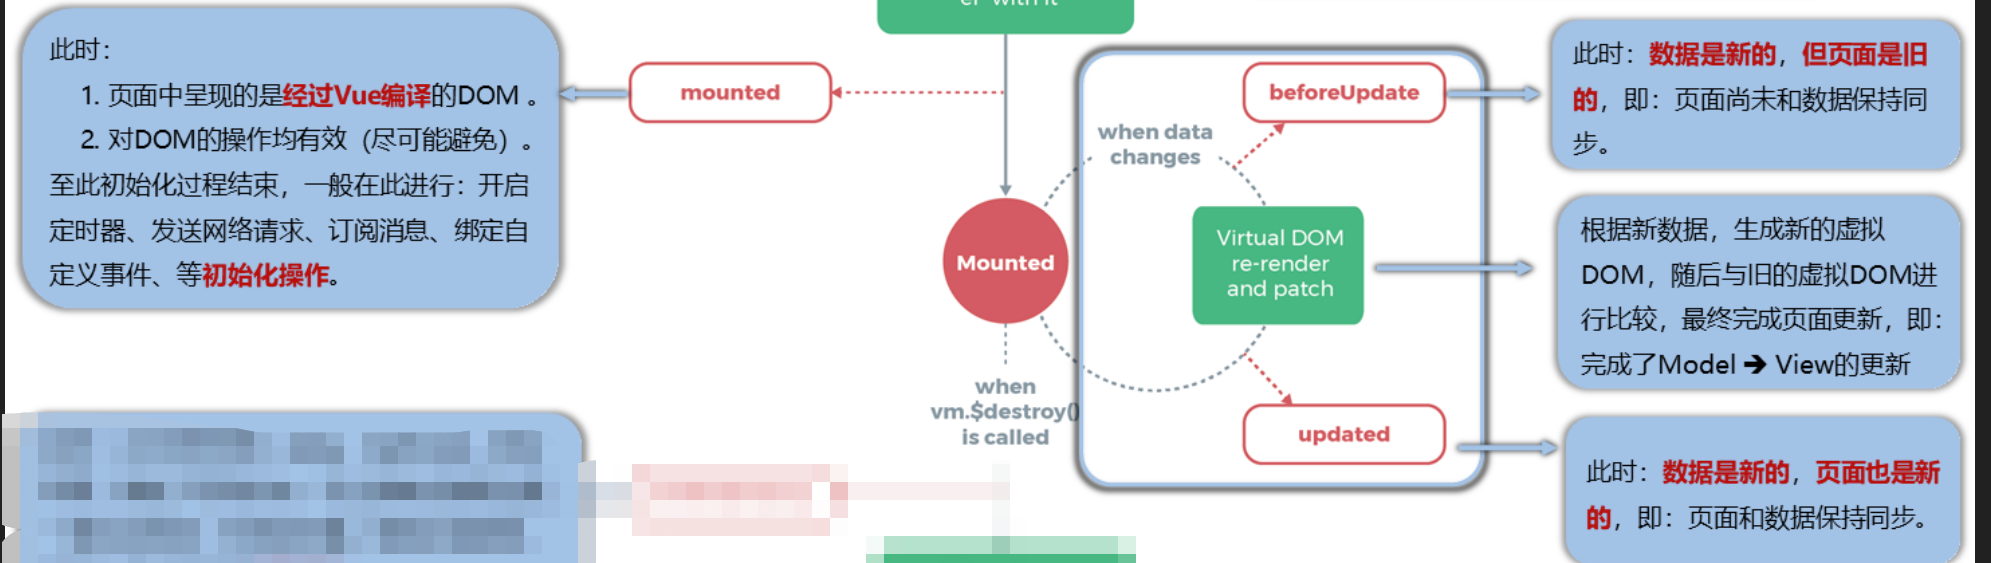 er with it
此时：
1. 页面中呈现的是经过Vue编译的DOM 。
2. 对DOM的操作均有效（尽可能避免）。
至此初始化过程结束，一般在此进行：开启
定时器、发送网络请求、订阅消息、绑定自
定义事件、等初始化操作。
mounted
Mounted
when data
changes
beforeUpdate
Virtual DOM
re-render
and patch
updated
when
vm.$destroy()
is called
此时：数据是新的，但页面是旧
的，即：页面尚未和数据保持同
步。
根据新数据，生成新的虚拟
DOM，随后与旧的虚拟DOM进
行比较，最终完成页面更新，即：
完成了Model ➔ View的更新
此时：数据是新的，页面也是新
的，即：页面和数据保持同步。